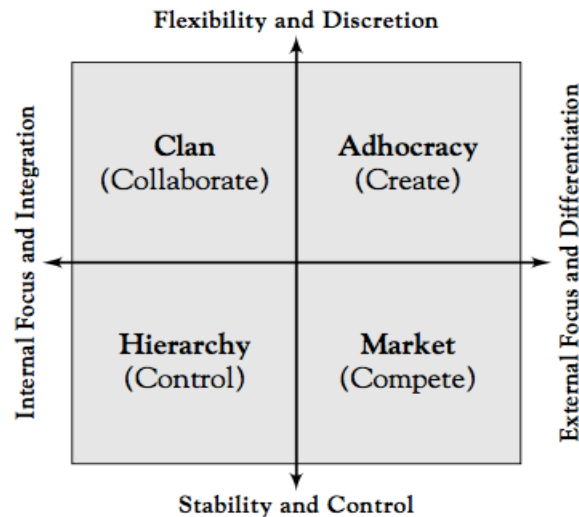 Flexibility and Discretion
Internal Focus and Integration
Clan
(Collaborate)
Adhocracy
(Create)
External Focus and Differentiation
Hierarchy
(Control)
Market
(Compete)
Stability and Control